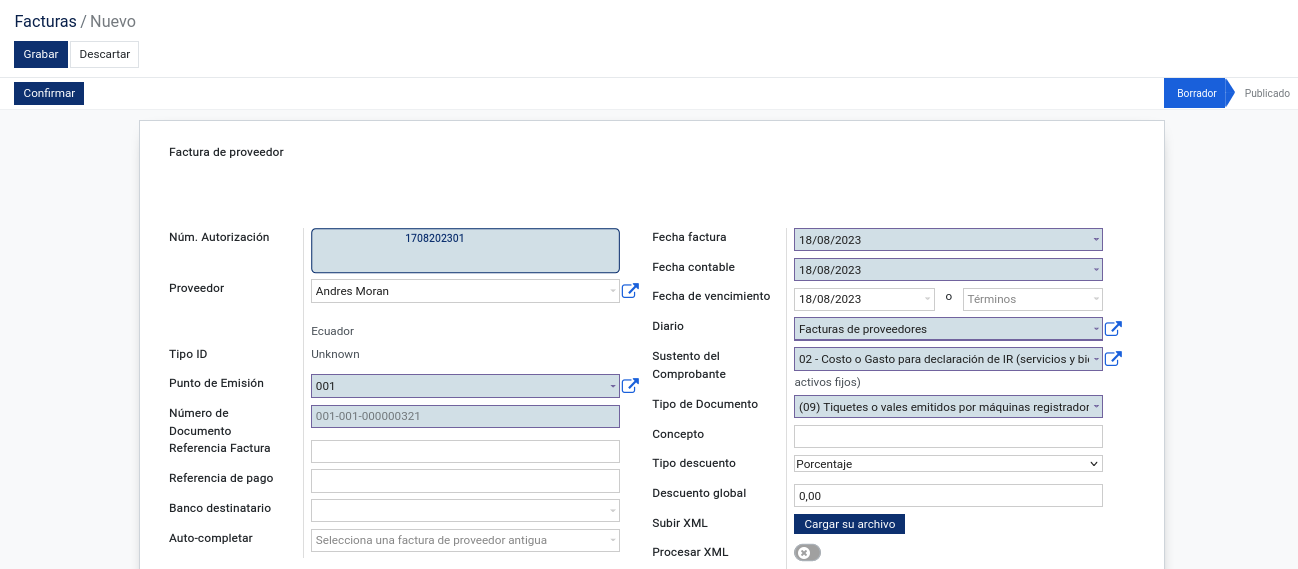 Facturas / Nuevo
Grabar Descartar
Confirmar
Borrador Publicado
Factura de proveedor
Núm. Autorización
1708202301
Proveedor
Andres Moran
Ecuador
Tipo ID
Unknown
Punto de Emisión
001
Número de
Documento
001-001-000000321
Referencia Factura
Referencia de pago
Banco destinatario
Auto-completar
Selecciona una factura de proveedor antigua
Fecha factura
18/08/2023
Fecha contable
18/08/2023
Fecha de vencimiento
18/08/2023 o Términos
Diario
Facturas de proveedores
Sustento del
Comprobante
02 - Costo o Gasto para declaración de IR (servicios y bi
activos fijos)
Tipo de Documento
(09) Tiquetes o vales emitidos por máquinas registrador
Concepto
Tipo descuento
Porcentaje
Descuento global
0,00
Subir XML
Cargar su archivo
Procesar XML